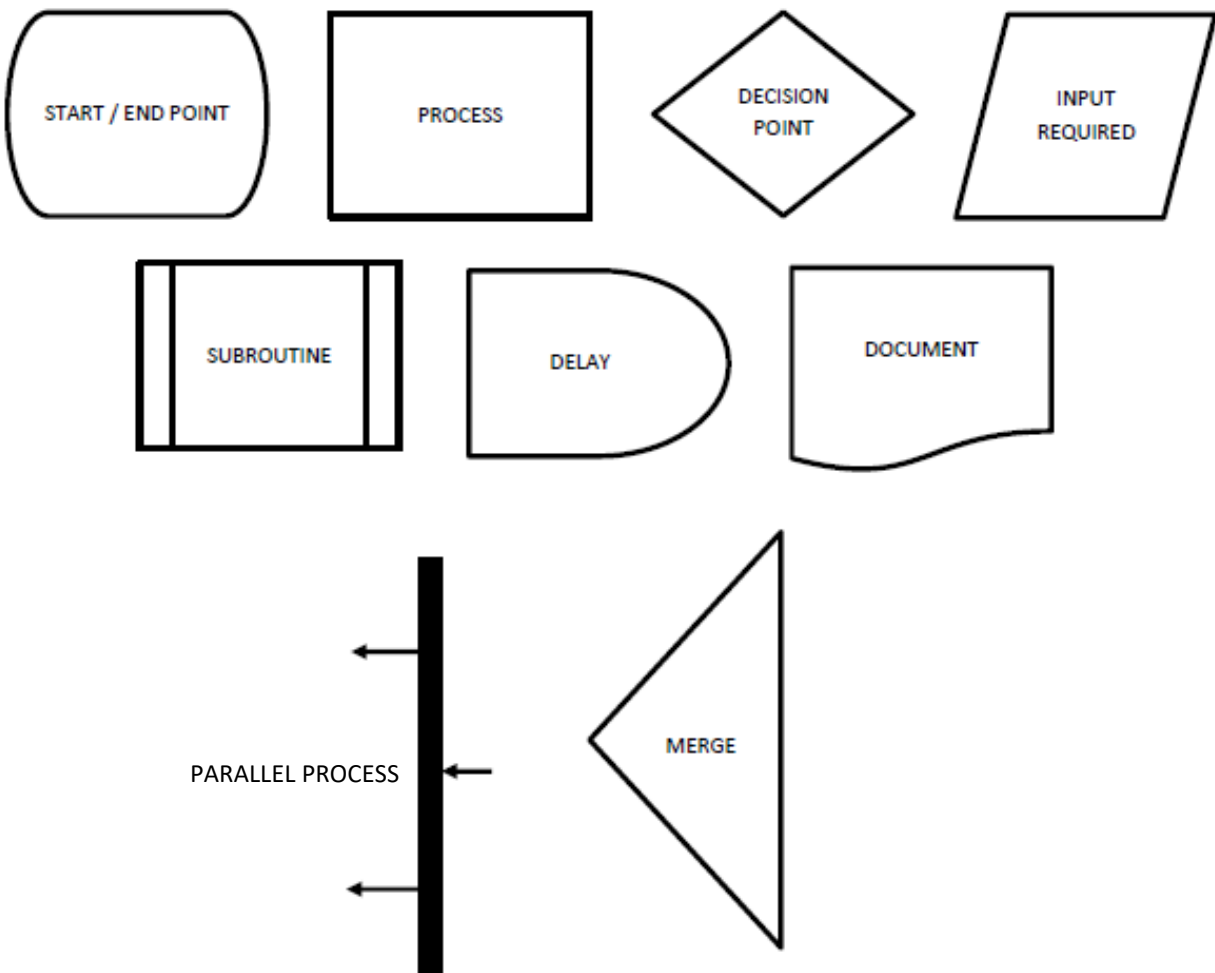 START / END POINT
PROCESS
DECISION
POINT
INPUT
REQUIRED
SUBROUTINE
DELAY
DOCUMENT
PARALLEL PROCESS
MERGE